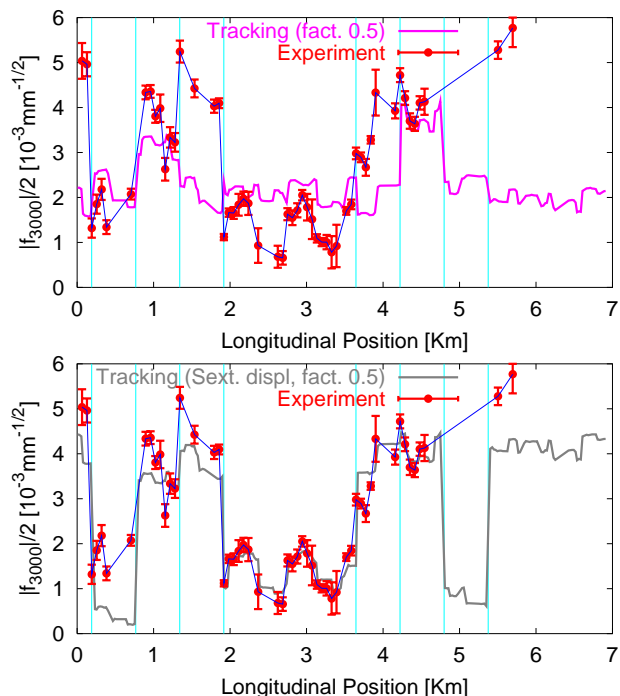 6
5
4
3
2
1
0
|f3000|/2 [10^-3mm^-1/2]
Tracking (fact. 0.5)
Experiment
0 1 2 3 4 5 6 7
Longitudinal Position [Km]
6
5
4
3
2
1
0
|f3000|/2 [10^-3mm^-1/2]
Tracking (Sext. displ, fact. 0.5)
Experiment
0 1 2 3 4 5 6 7
Longitudinal Position [Km]